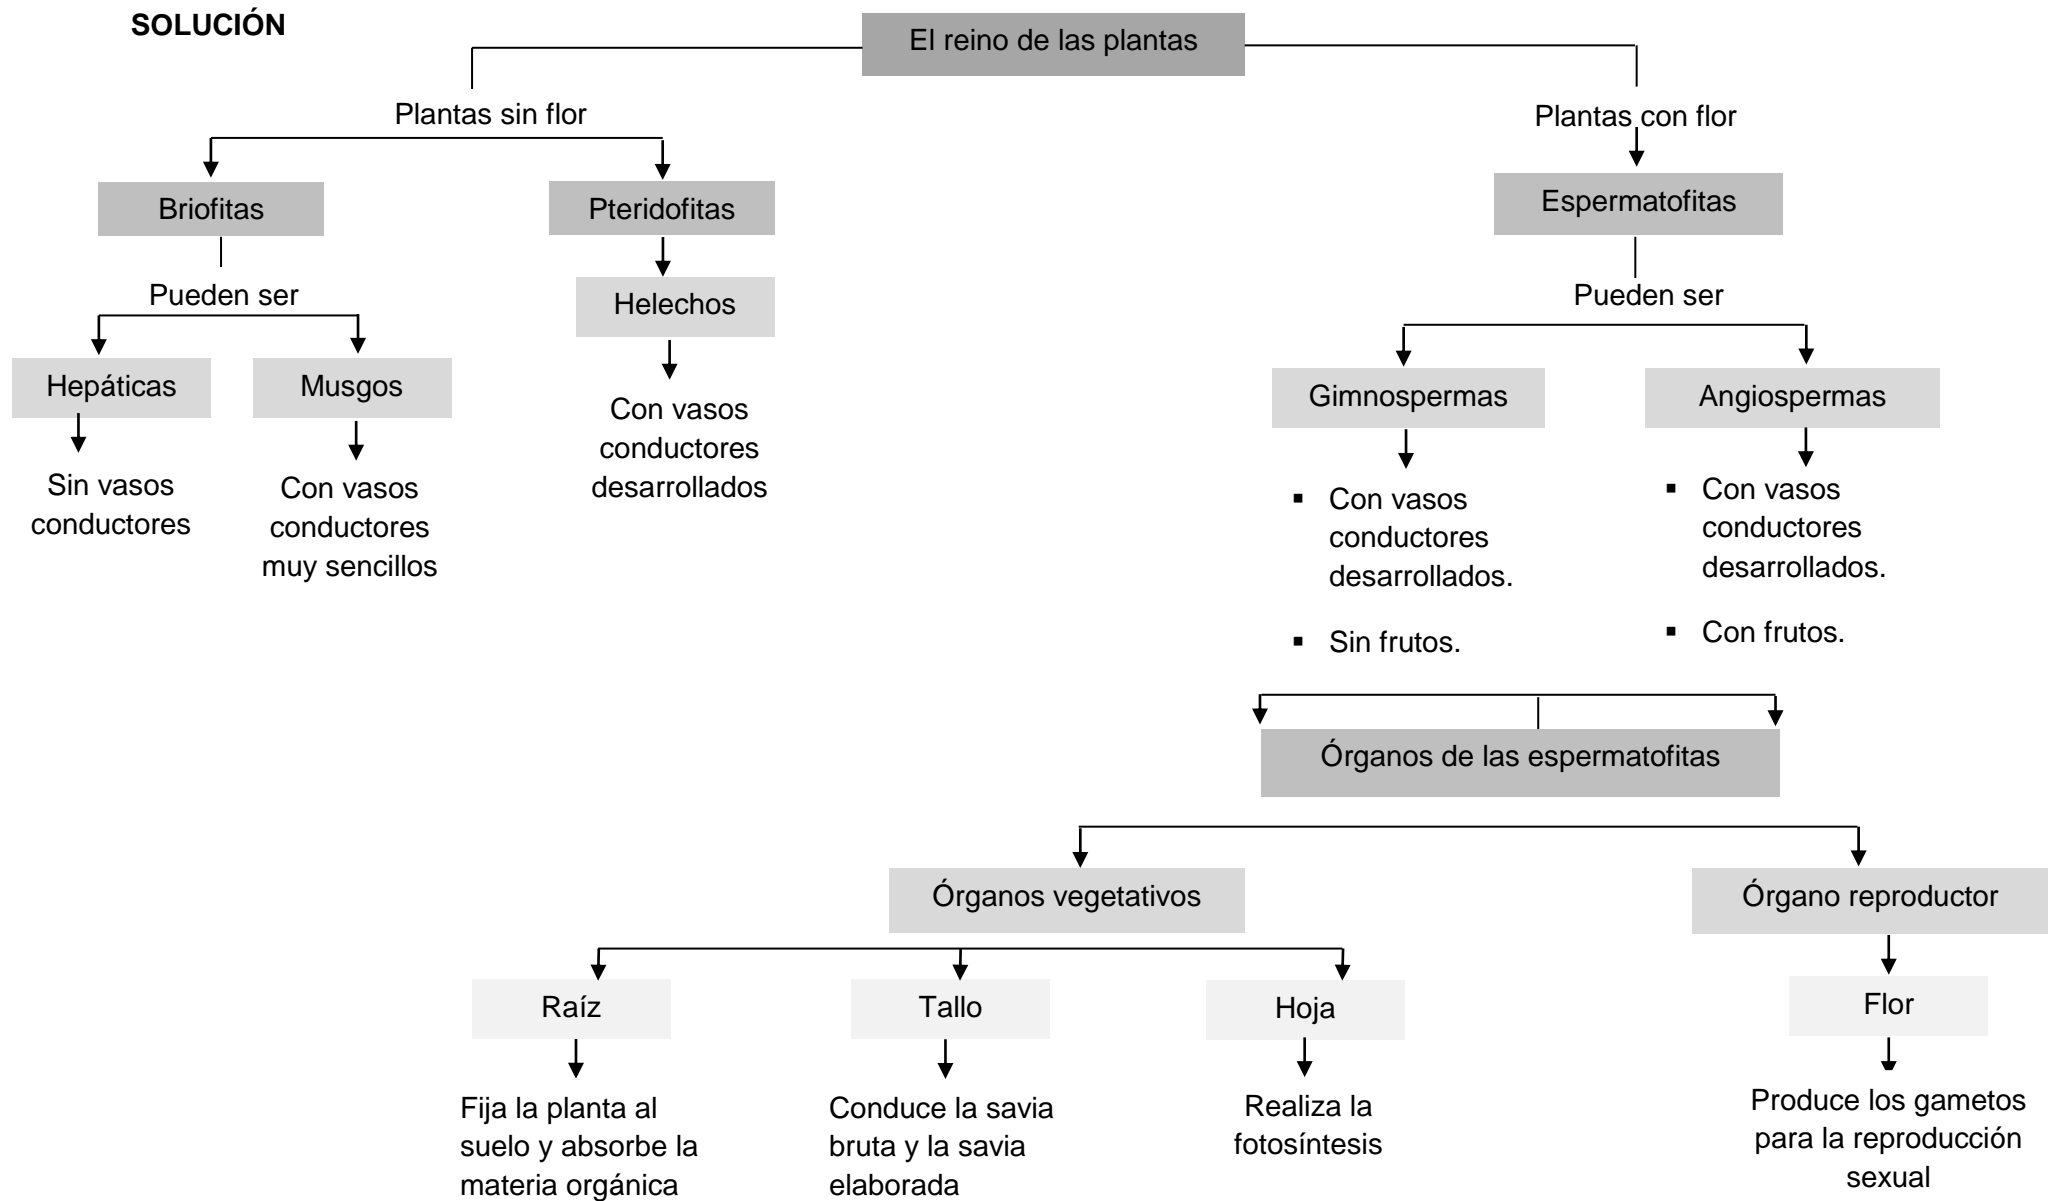 SOLUCIÓN
El reino de las plantas
Plantas sin flor
Plantas con flor
Briofitas
Pteridofitas
Espermatofitas
Pueden ser
Helechos
Pueden ser
Hepáticas
Musgos
Gimnospermas
Angiospermas
Sin vasos
conductores
Con vasos
conductores
muy sencillos
Con vasos
conductores
desarrollados
▪ Con vasos
conductores
desarrollados.
▪ Sin frutos.
▪ Con vasos
conductores
desarrollados.
▪ Con frutos.
Órganos de las espermatofitas
Órganos vegetativos
Órgano reproductor
Raíz
Tallo
Hoja
Flor
Fija la planta al
suelo y absorbe la
materia orgánica
Conduce la savia
bruta y la savia
elaborada
Realiza la
fotosíntesis
Produce los gametos
para la reproducción
sexual